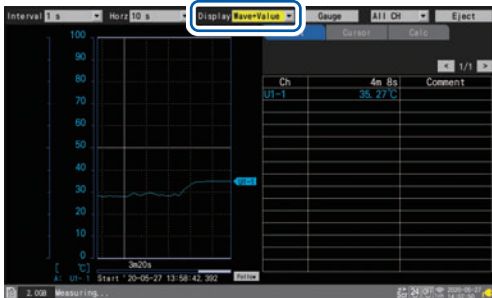 Interval 1 s Horz 10 s Display Wave+Value Gauge All CH Eject
Cursor Calc
1/1
100
90
80
70
60
50
40
30
20
10
0
Ch 4m 8s Comment
U1-1 35.27℃
U1-1
[ ℃]
3m20s
A: U1- 1 Start '20-05-27 13:58:42.392 Follow
2.0GB Measuring...